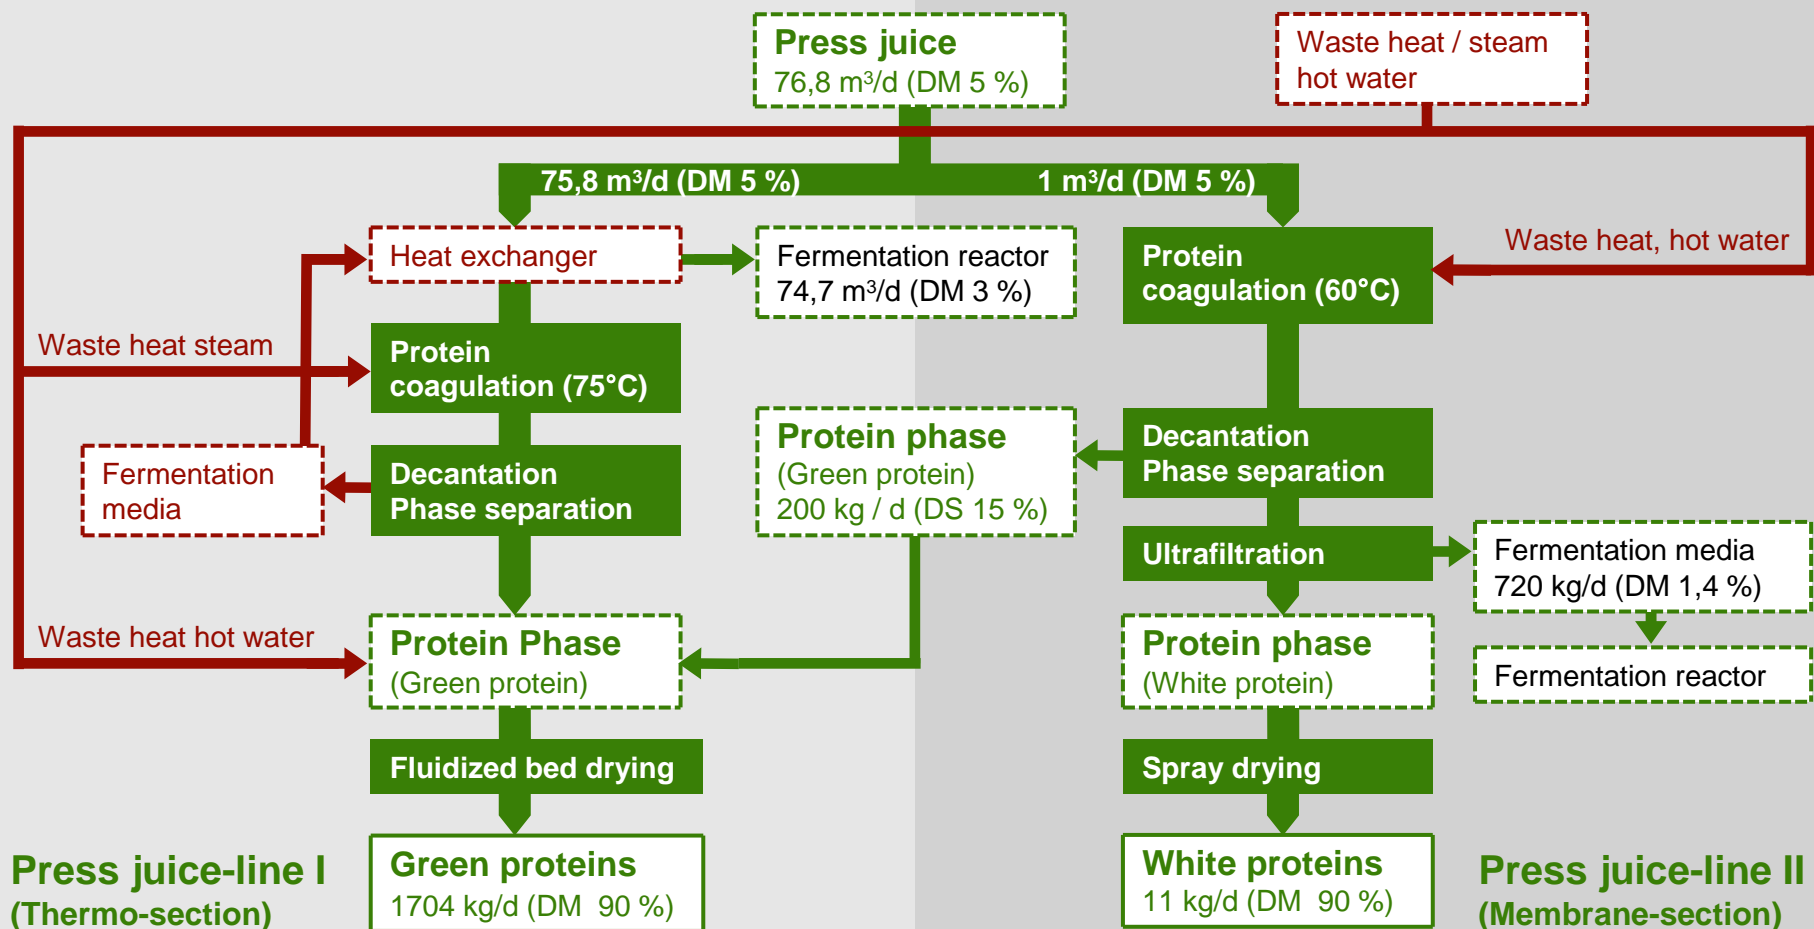 Press juice
76,8 m³/d (DM 5 %)
Waste heat / steam
hot water
75,8 m³/d (DM 5 %)
1 m³/d (DM 5 %)
Heat exchanger
Fermentation reactor
74,7 m³/d (DM 3 %)
Protein
coagulation (60°C)
Waste heat, hot water
Waste heat steam
Protein
coagulation (75°C)
Fermentation
media
Decantation
Phase separation
Protein phase
(Green protein)
200 kg / d (DS 15 %)
Decantation
Phase separation
Ultrafiltration
Fermentation media
720 kg/d (DM 1,4 %)
Fermentation reactor
Waste heat hot water
Protein Phase
(Green protein)
Protein phase
(White protein)
Fluidized bed drying
Spray drying
Press juice-line I
(Thermo-section)
Green proteins
1704 kg/d (DM  90 %)
White proteins
11 kg/d (DM  90 %)
Press juice-line II
(Membrane-section)